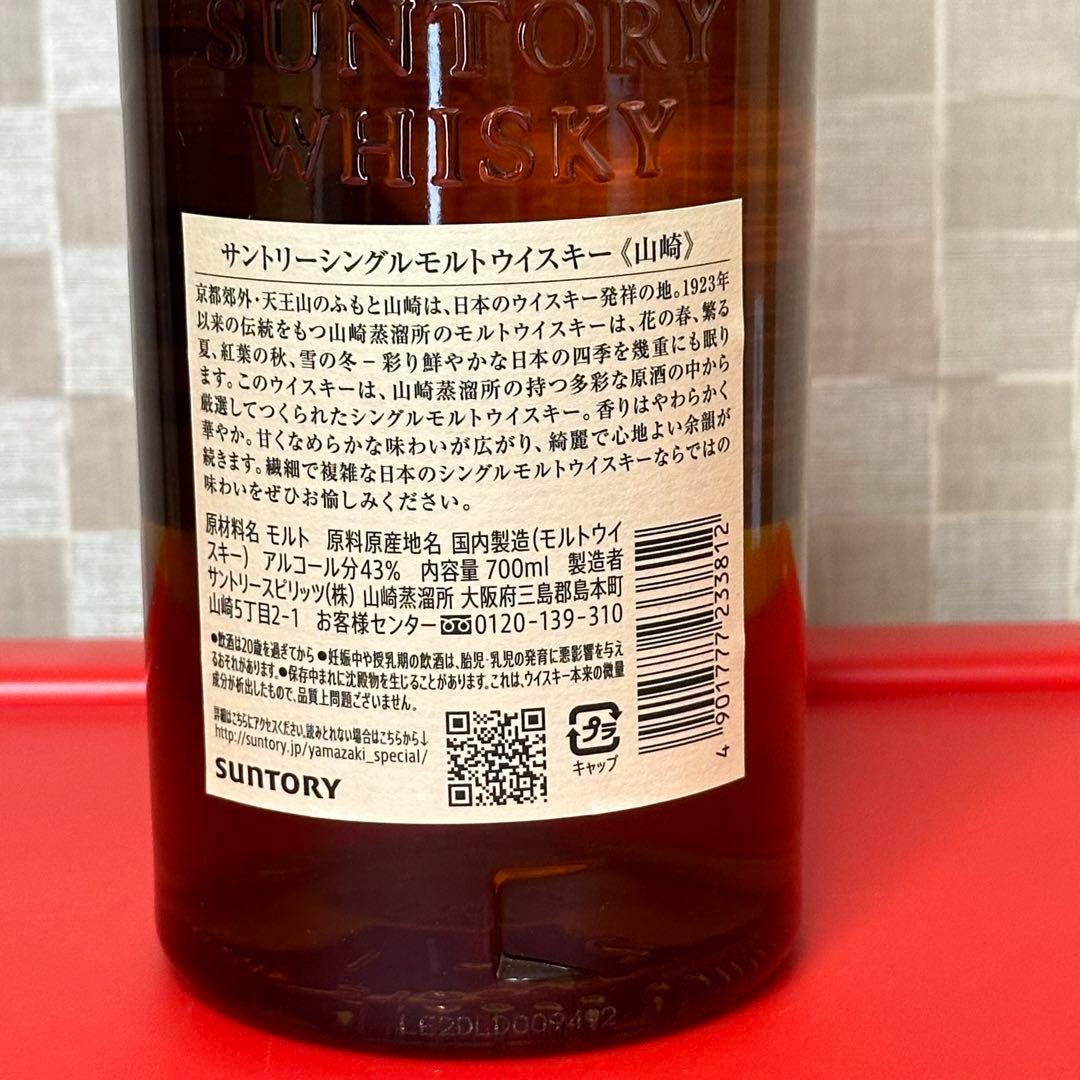 SUNTORY
WHISKY
サントリーシングルモルトウイスキー《山崎》
京都郊外・天王山のふもと山崎は、日本のウイスキー発祥の地。1923年
以来の伝統をもつ山崎蒸溜所のモルトウイスキーは、花の春、繁る
夏、紅葉の秋、雪の冬－彩り鮮やかな日本の四季を幾重にも眠り
ます。このウイスキーは、山崎蒸溜所の持つ多彩な原酒の中から
厳選してつくられたシングルモルトウイスキー。香りはやわらかく
華やか。甘くなめらかな味わいが広がり、綺麗で心地よい余韻が
続きます。繊細で複雑な日本のシングルモルトウイスキーならではの
味わいをぜひお愉しみください。
原材料名 モルト 原料原産地名 国内製造(モルトウイ
スキー) アルコール分43% 内容量 700ml 製造者
サントリースピリッツ(株) 山崎蒸溜所 大阪府三島郡島本町
山崎5丁目2-1 お客様センター 0120-139-310
●飲酒は20歳を過ぎてから ●妊娠中や授乳期の飲酒は、胎児・乳児の発育に悪影響を与え
るおそれがあります。●保存中まれに沈殿物を生じることがあります。これは、ウイスキー本来の微量
成分が析出したもので、品質上問題ございません。
詳細はこちらにアクセスください。読みとれない場合はこちらから↓
http://suntory.jp/yamazaki_special/
SUNTORY
プラ
キャップ
4 901777 233812